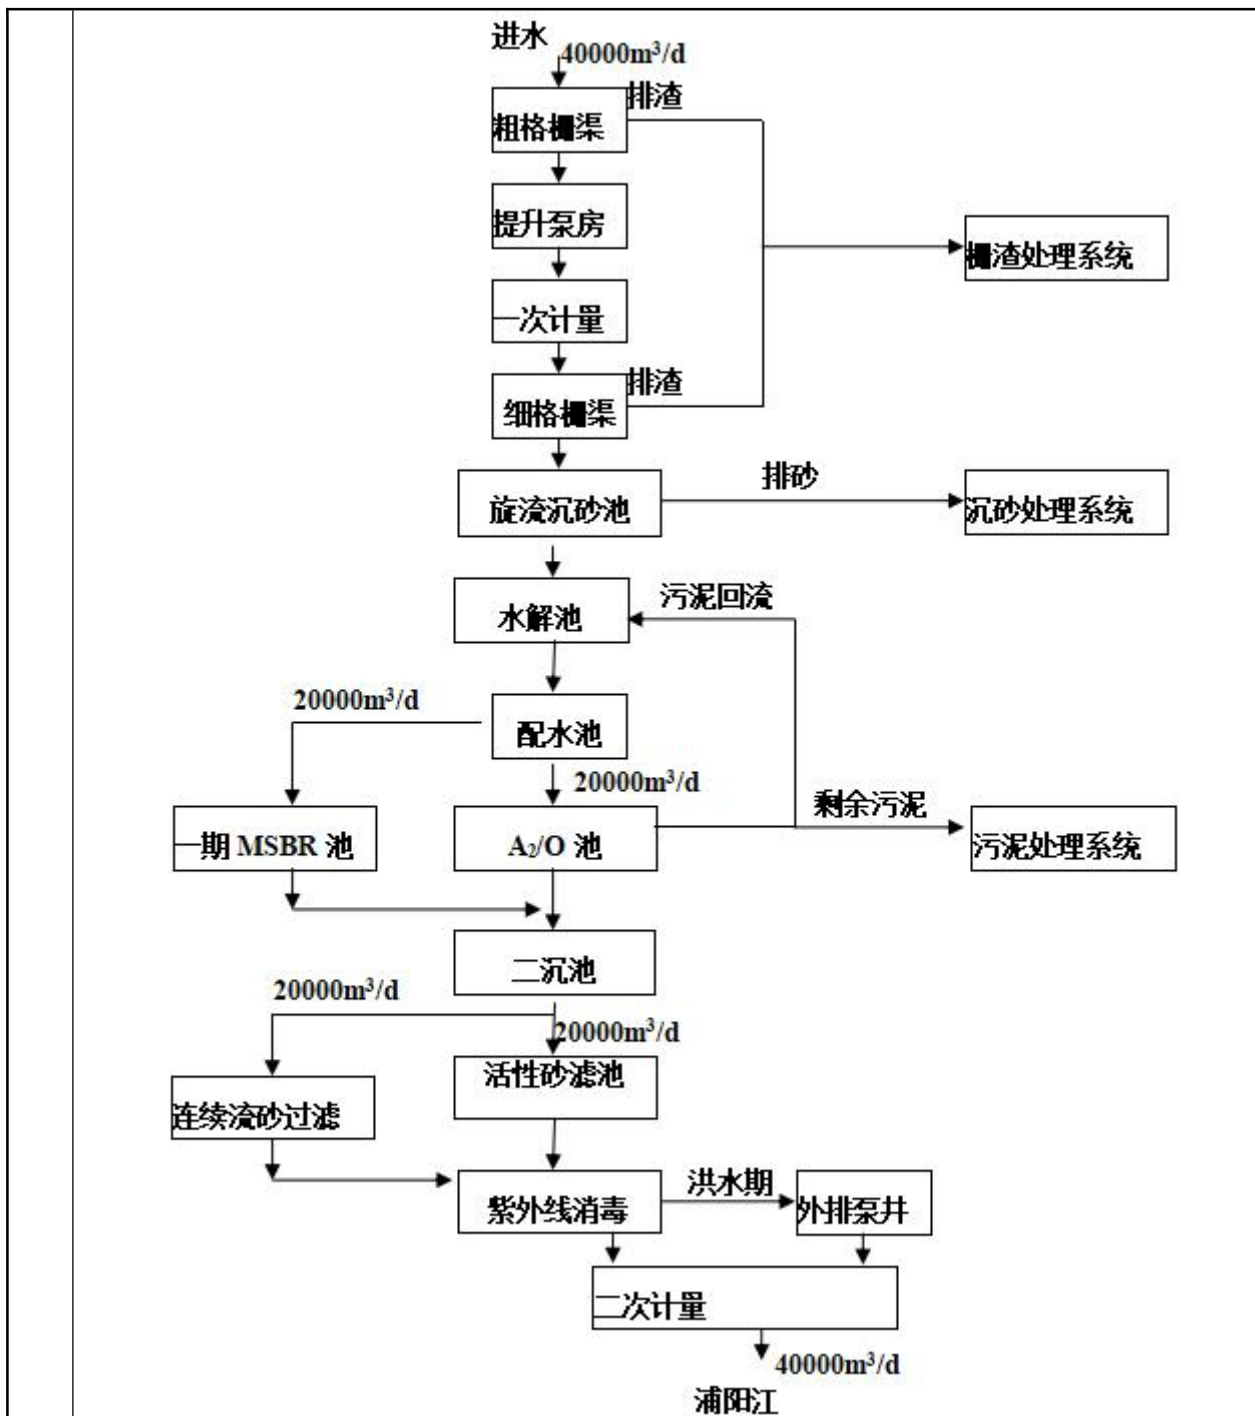 进水
40000m³/d
排渣
粗格栅渠
提升泵房
栅渣处理系统
一次计量
排渣
细格栅渠
排砂
旋流沉砂池
沉砂处理系统
污泥回流
水解池
20000m³/d
配水池
20000m³/d
剩余污泥
一期 MSBR 池
A₂/O 池
污泥处理系统
二沉池
20000m³/d
20000m³/d
活性砂滤池
连续流砂过滤
洪水期
紫外线消毒
外排泵井
二次计量
40000m³/d
浦阳江